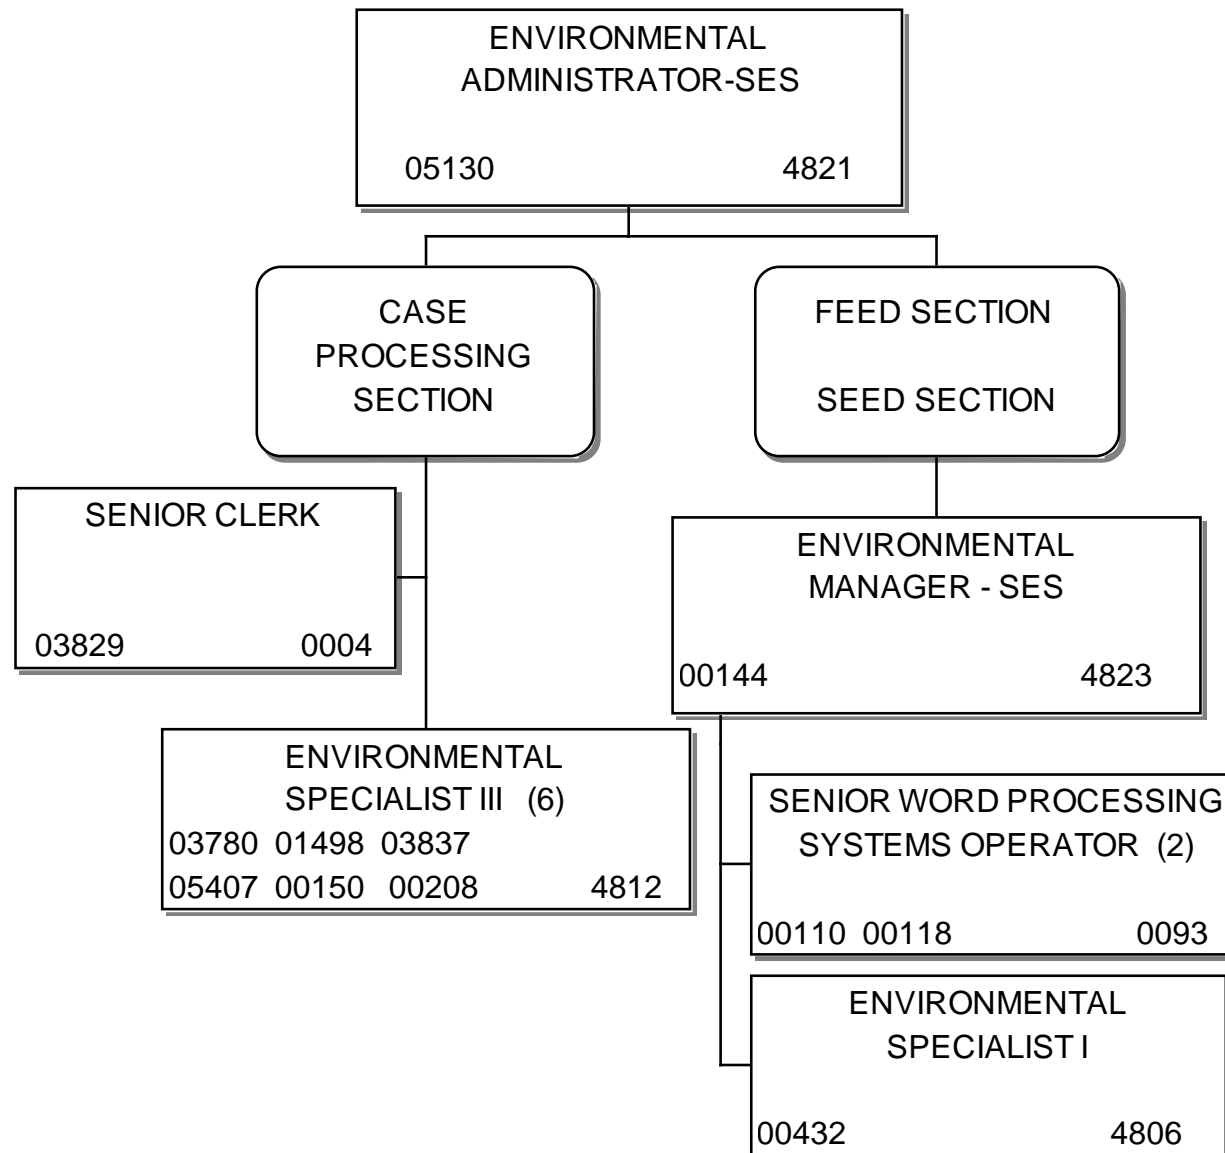 ENVIRONMENTAL
ADMINISTRATOR-SES
05130 4821
CASE
PROCESSING
SECTION
FEED SECTION
SEED SECTION
SENIOR CLERK
03829 0004
ENVIRONMENTAL
MANAGER - SES
00144 4823
ENVIRONMENTAL
SPECIALIST III (6)
03780 01498 03837
05407 00150 00208 4812
SENIOR WORD PROCESSING
SYSTEMS OPERATOR (2)
00110 00118 0093
ENVIRONMENTAL
SPECIALIST I
00432 4806